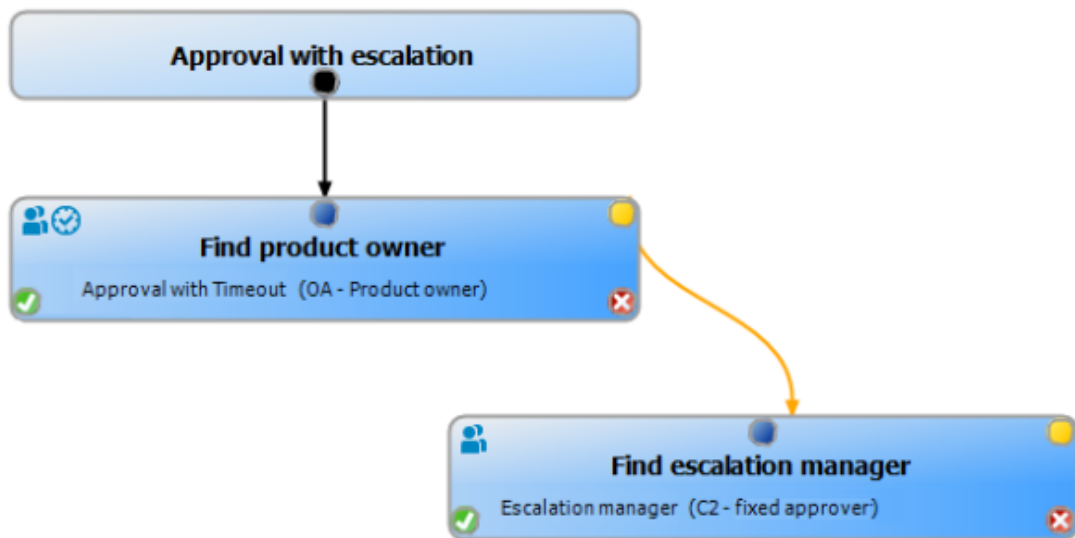 Approval with escalation
Find product owner
Approval with Timeout (OA - Product owner)
Find escalation manager
Escalation manager (C2 - fixed approver)